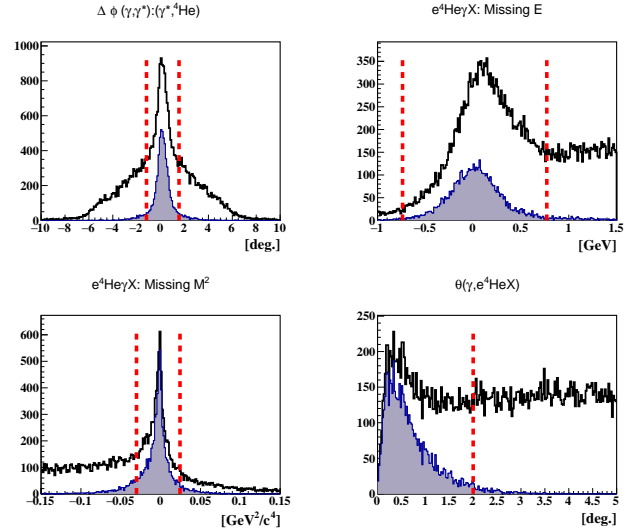 Δ φ (γ,γ*):(γ*,⁴He)
1000
800
600
400
200
0
−10 −8 −6 −4 −2 0 2 4 6 8 10
[deg.]
e⁴HeγX: Missing E
350
300
250
200
150
100
50
0
-1 -0.5 0 0.5 1 1.5
[GeV]
e⁴HeγX: Missing M²
600
500
400
300
200
100
0
-0.15 -0.1 -0.05 0 0.05 0.1 0.15
[GeV²/c⁴]
θ(γ,e⁴HeX)
250
200
150
100
50
0
0 0.5 1 1.5 2 2.5 3 3.5 4 4.5 5
[deg.]